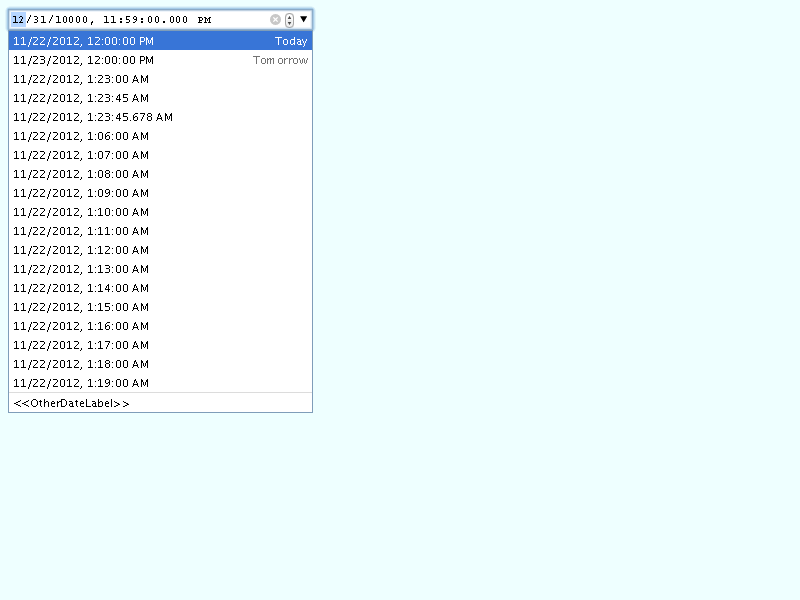 12/31/10000, 11:59:00.000 PM
11/22/2012, 12:00:00 PM Today
11/23/2012, 12:00:00 PM Tomorrow
11/22/2012, 1:23:00 AM
11/22/2012, 1:23:45 AM
11/22/2012, 1:23:45.678 AM
11/22/2012, 1:06:00 AM
11/22/2012, 1:07:00 AM
11/22/2012, 1:08:00 AM
11/22/2012, 1:09:00 AM
11/22/2012, 1:10:00 AM
11/22/2012, 1:11:00 AM
11/22/2012, 1:12:00 AM
11/22/2012, 1:13:00 AM
11/22/2012, 1:14:00 AM
11/22/2012, 1:15:00 AM
11/22/2012, 1:16:00 AM
11/22/2012, 1:17:00 AM
11/22/2012, 1:18:00 AM
11/22/2012, 1:19:00 AM
<<OtherDateLabel>>